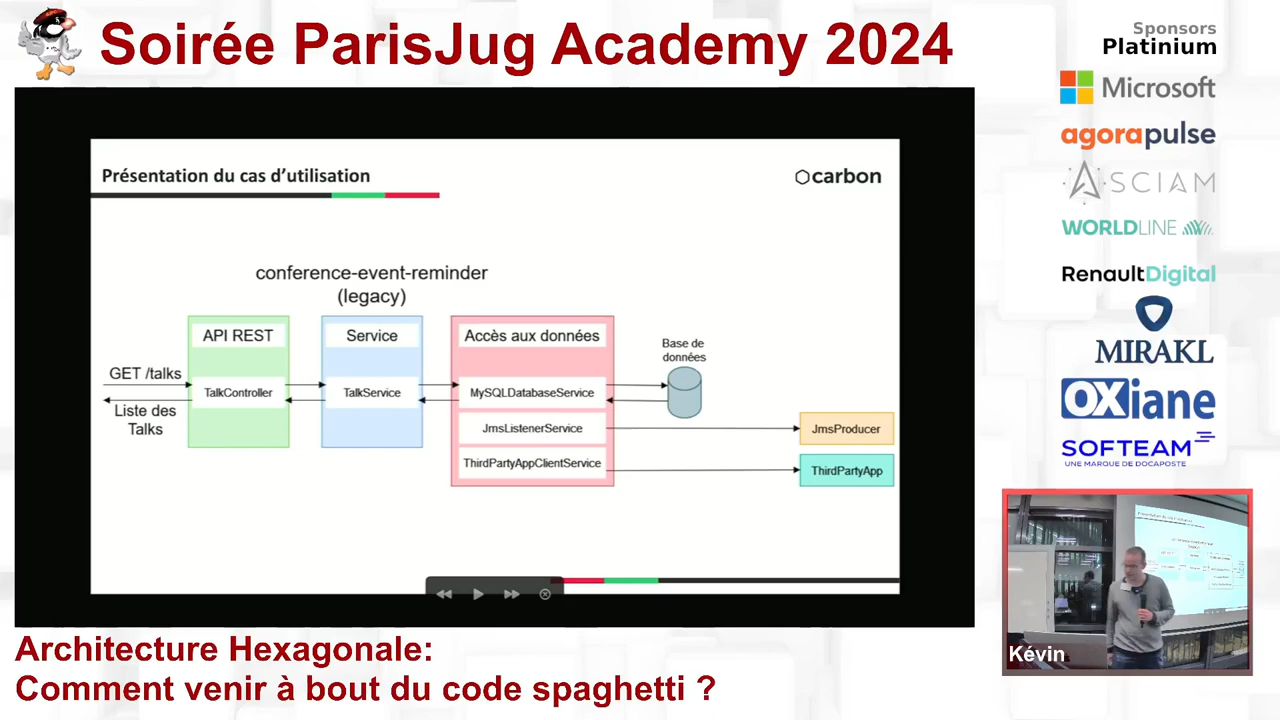 Soirée ParisJug Academy 2024
Sponsors
Platinium
Microsoft
agorapulse
ASCIAM
WORLDLINE
RenaultDigital
MIRAKL
OXiane
SOFTEAM
UNE MARQUE DE DOCAPOSTE
Présentation du cas d’utilisation
carbon
conference-event-reminder
(legacy)
API REST
Service
Accès aux données
Base de
données
GET /talks
Liste des
Talks
TalkController
TalkService
MySQLDatabaseService
JmsListenerService
ThirdPartyAppClientService
JmsProducer
ThirdPartyApp
Kévin
Architecture Hexagonale:
Comment venir à bout du code spaghetti ?